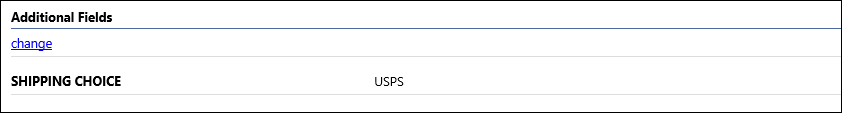 Additional Fields
change
SHIPPING CHOICE USPS